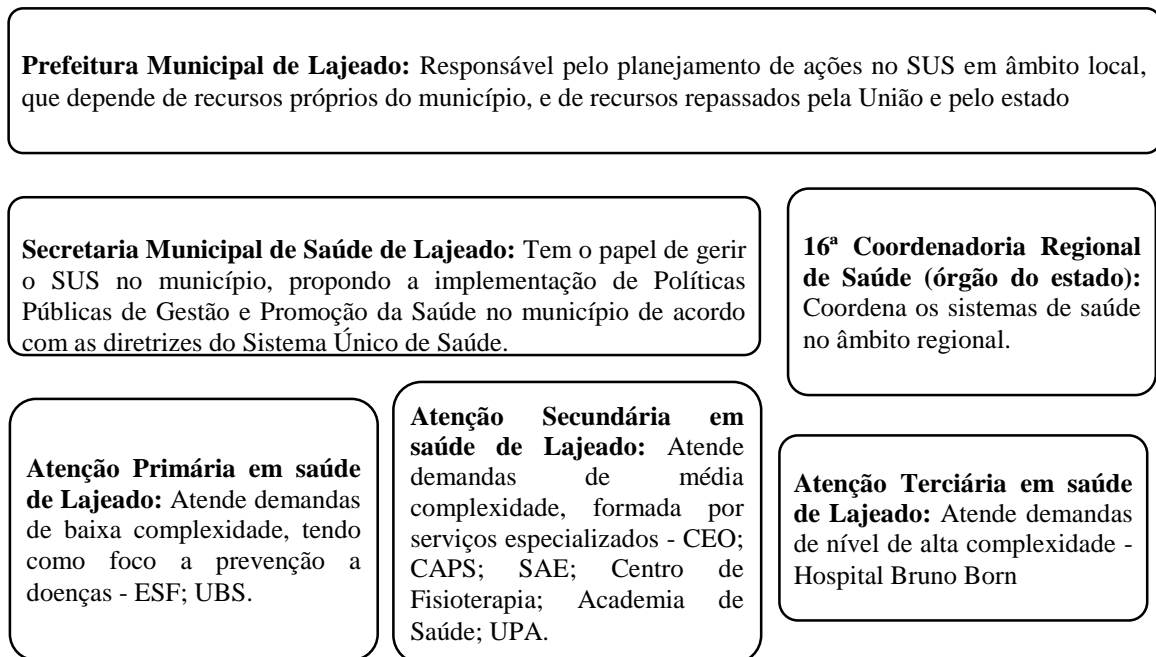 Prefeitura Municipal de Lajeado: Responsável pelo planejamento de ações no SUS em âmbito local,
que depende de recursos próprios do município, e de recursos repassados pela União e pelo estado
Secretaria Municipal de Saúde de Lajeado: Tem o papel de gerir
o SUS no município, propondo a implementação de Políticas
Públicas de Gestão e Promoção da Saúde no município de acordo
com as diretrizes do Sistema Único de Saúde.
16ª Coordenadoria Regional
de Saúde (órgão do estado):
Coordena os sistemas de saúde
no âmbito regional.
Atenção Primária em saúde
de Lajeado: Atende demandas
de baixa complexidade, tendo
como foco a prevenção a
doenças - ESF; UBS.
Atenção Secundária em
saúde de Lajeado: Atende
demandas de média
complexidade, formada por
serviços especializados - CEO;
CAPS; SAE; Centro de
Fisioterapia; Academia de
Saúde; UPA.
Atenção Terciária em saúde
de Lajeado: Atende demandas
de nível de alta complexidade -
Hospital Bruno Born